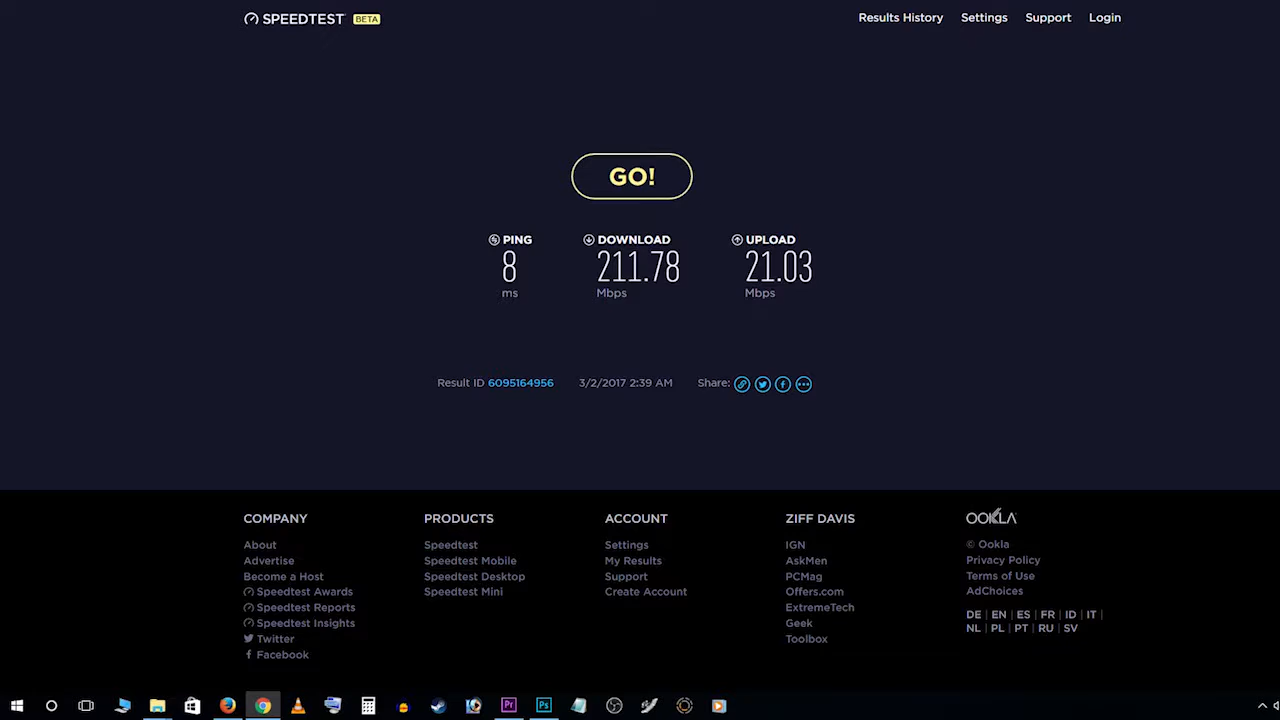 SPEEDTEST BETA
Results History Settings Support Login
GO!
PING DOWNLOAD UPLOAD
8 211.78 21.03
ms Mbps Mbps
Result ID 6095164956 3/2/2017 2:39 AM Share:
COMPANY
About
Advertise
Become a Host
Speedtest Awards
Speedtest Reports
Speedtest Insights
Twitter
Facebook
PRODUCTS
Speedtest
Speedtest Mobile
Speedtest Desktop
Speedtest Mini
ACCOUNT
Settings
My Results
Support
Create Account
ZIFF DAVIS
IGN
AskMen
PCMag
Offers.com
ExtremeTech
Geek
Toolbox
OOKLA
© Ookla
Privacy Policy
Terms of Use
AdChoices
DE | EN | ES | FR | ID | IT |
NL | PL | PT | RU | SV
Pr Ps